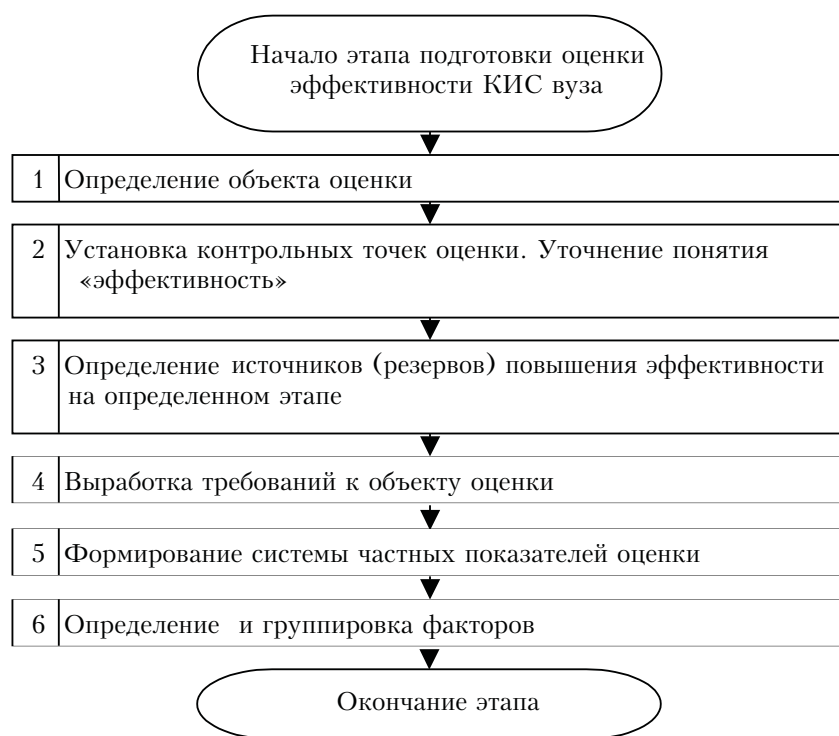 Начало этапа подготовки оценки
эффективности КИС вуза
1 Определение объекта оценки
2 Установка контрольных точек оценки. Уточнение понятия
«эффективность»
3 Определение источников (резервов) повышения эффективности
на определенном этапе
4 Выработка требований к объекту оценки
5 Формирование системы частных показателей оценки
6 Определение и группировка факторов
Окончание этапа